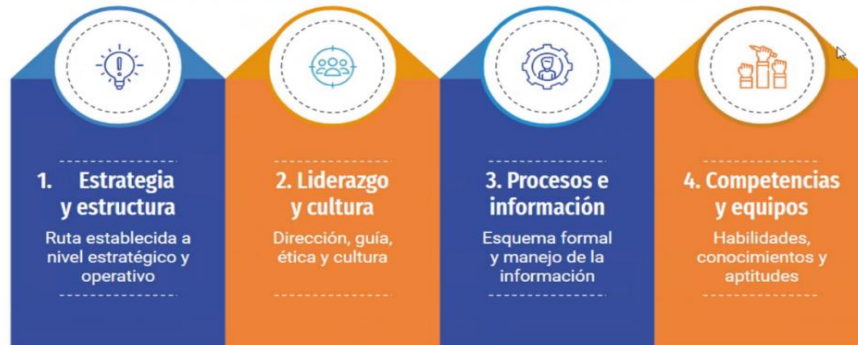 1. Estrategia
y estructura
Ruta establecida a
nivel estratégico y
operativo
2. Liderazgo
y cultura
Dirección, guía,
ética y cultura
3. Procesos e
información
Esquema formal
y manejo de la
información
4. Competencias
y equipos
Habilidades,
conocimientos y
aptitudes